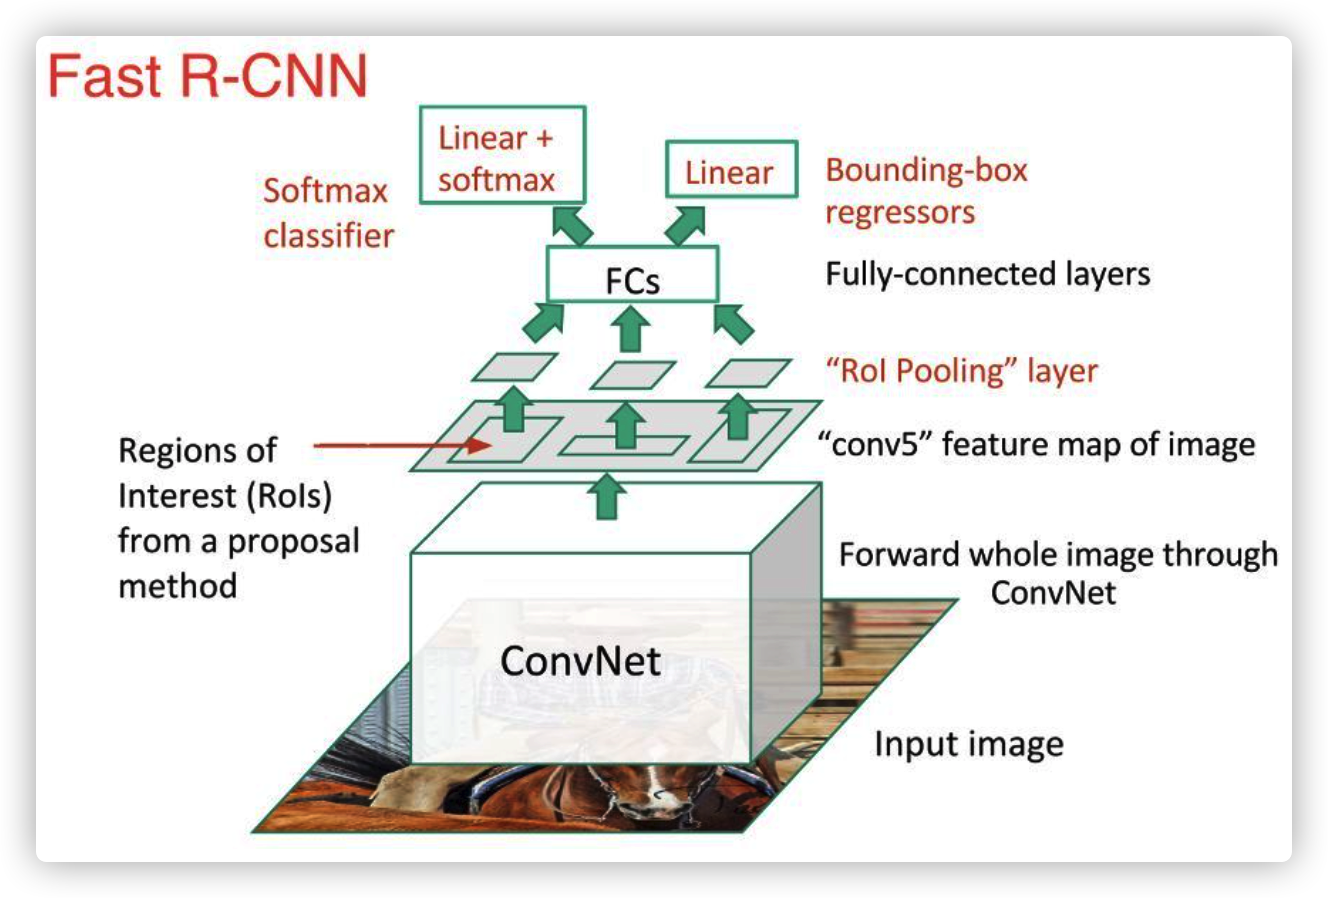 Fast R-CNN
Linear +
softmax
Linear
Softmax
classifier
Bounding-box
regressors
FCs
Fully-connected layers
“RoI Pooling” layer
“conv5” feature map of image
Regions of
Interest (RoIs)
from a proposal
method
Forward whole image through
ConvNet
ConvNet
Input image